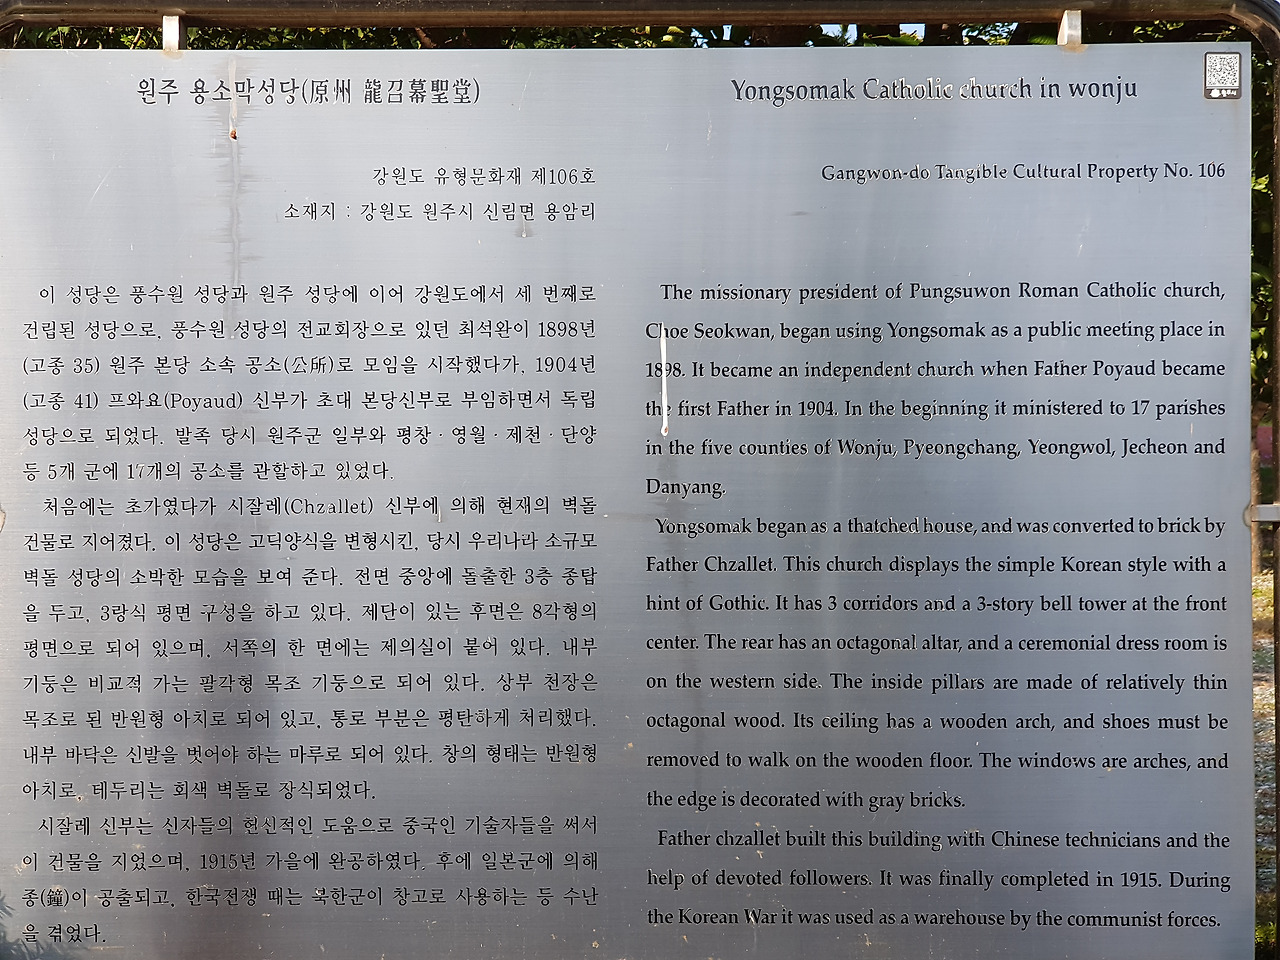 원주 용소막성당(原州 龍召幕聖堂)
강원도 유형문화재 제106호
소재지 : 강원도 원주시 신림면 용암리
이 성당은 풍수원 성당과 원주 성당에 이어 강원도에서 세 번째로
건립된 성당으로, 풍수원 성당의 전교회장으로 있던 최석완이 1898년
(고종 35) 원주 본당 소속 공소(公所)로 모임을 시작했다가, 1904년
(고종 41) 프와요(Poyaud) 신부가 초대 본당신부로 부임하면서 독립
성당으로 되었다. 발족 당시 원주군 일부와 평창·영월·제천·단양
등 5개 군에 17개의 공소를 관할하고 있었다.
처음에는 초가였다가 시잘레(Chzallet) 신부에 의해 현재의 벽돌
건물로 지어졌다. 이 성당은 고딕양식을 변형시킨, 당시 우리나라 소규모
벽돌 성당의 소박한 모습을 보여 준다. 전면 중앙에 돌출한 3층 종탑
을 두고, 3랑식 평면 구성을 하고 있다. 제단이 있는 후면은 8각형의
평면으로 되어 있으며, 서쪽의 한 면에는 제의실이 붙어 있다. 내부
기둥은 비교적 가는 팔각형 목조 기둥으로 되어 있다. 상부 천장은
목조로 된 반원형 아치로 되어 있고, 통로 부분은 평탄하게 처리했다.
내부 바닥은 신발을 벗어야 하는 마루로 되어 있다. 창의 형태는 반원형
아치로, 테두리는 회색 벽돌로 장식되었다.
시잘레 신부는 신자들의 헌신적인 도움으로 중국인 기술자들을 써서
이 건물을 지었으며, 1915년 가을에 완공하였다. 후에 일본군에 의해
종(鐘)이 공출되고, 한국전쟁 때는 북한군이 창고로 사용하는 등 수난
을 겪었다.
Yongsomak Catholic church in wonju
Gangwon-do Tangible Cultural Property No. 106
The missionary president of Pungsuwon Roman Catholic church,
Choe Seokwan, began using Yongsomak as a public meeting place in
1898. It became an independent church when Father Poyaud became
the first Father in 1904. In the beginning it ministered to 17 parishes
in the five counties of Wonju, Pyeongchang, Yeongwol, Jecheon and
Danyang.
Yongsomak began as a thatched house, and was converted to brick by
Father Chzallet. This church displays the simple Korean style with a
hint of Gothic. It has 3 corridors and a 3-story bell tower at the front
center. The rear has an octagonal altar, and a ceremonial dress room is
on the western side. The inside pillars are made of relatively thin
octagonal wood. Its ceiling has a wooden arch, and shoes must be
removed to walk on the wooden floor. The windows are arches, and
the edge is decorated with gray bricks.
Father chzallet built this building with Chinese technicians and the
help of devoted followers. It was finally completed in 1915. During
the Korean War it was used as a warehouse by the communist forces.